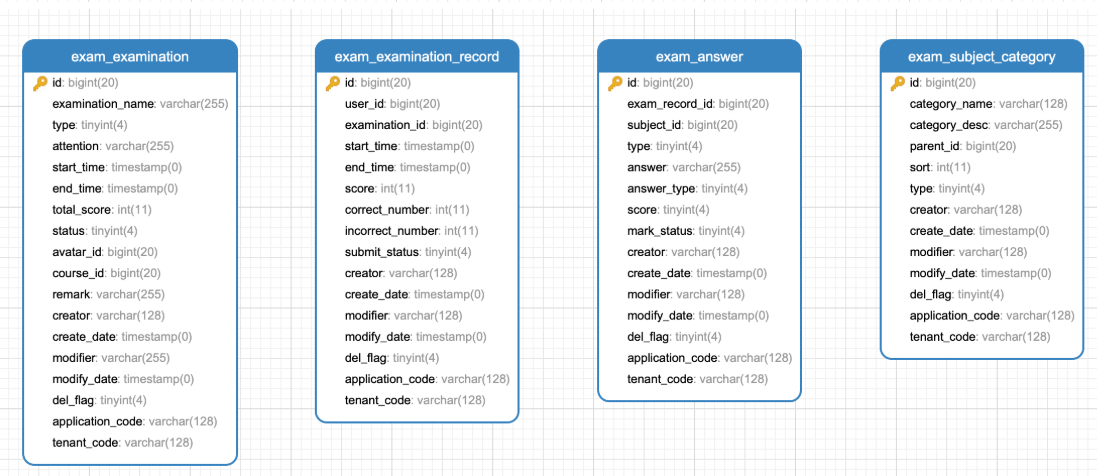 exam_examination
id: bigint(20)
examination_name: varchar(255)
type: tinyint(4)
attention: varchar(255)
start_time: timestamp(0)
end_time: timestamp(0)
total_score: int(11)
status: tinyint(4)
avatar_id: bigint(20)
course_id: bigint(20)
remark: varchar(255)
creator: varchar(128)
create_date: timestamp(0)
modifier: varchar(255)
modify_date: timestamp(0)
del_flag: tinyint(4)
application_code: varchar(128)
tenant_code: varchar(128)
exam_examination_record
id: bigint(20)
user_id: bigint(20)
examination_id: bigint(20)
start_time: timestamp(0)
end_time: timestamp(0)
score: int(11)
correct_number: int(11)
incorrect_number: int(11)
submit_status: tinyint(4)
creator: varchar(128)
create_date: timestamp(0)
modifier: varchar(128)
modify_date: timestamp(0)
del_flag: tinyint(4)
application_code: varchar(128)
tenant_code: varchar(128)
exam_answer
id: bigint(20)
exam_record_id: bigint(20)
subject_id: bigint(20)
type: tinyint(4)
answer: varchar(255)
answer_type: tinyint(4)
score: tinyint(4)
mark_status: tinyint(4)
creator: varchar(128)
create_date: timestamp(0)
modifier: varchar(128)
modify_date: timestamp(0)
del_flag: tinyint(4)
application_code: varchar(128)
tenant_code: varchar(128)
exam_subject_category
id: bigint(20)
category_name: varchar(128)
category_desc: varchar(255)
parent_id: bigint(20)
sort: int(11)
type: tinyint(4)
creator: varchar(128)
create_date: timestamp(0)
modifier: varchar(128)
modify_date: timestamp(0)
del_flag: tinyint(4)
application_code: varchar(128)
tenant_code: varchar(128)